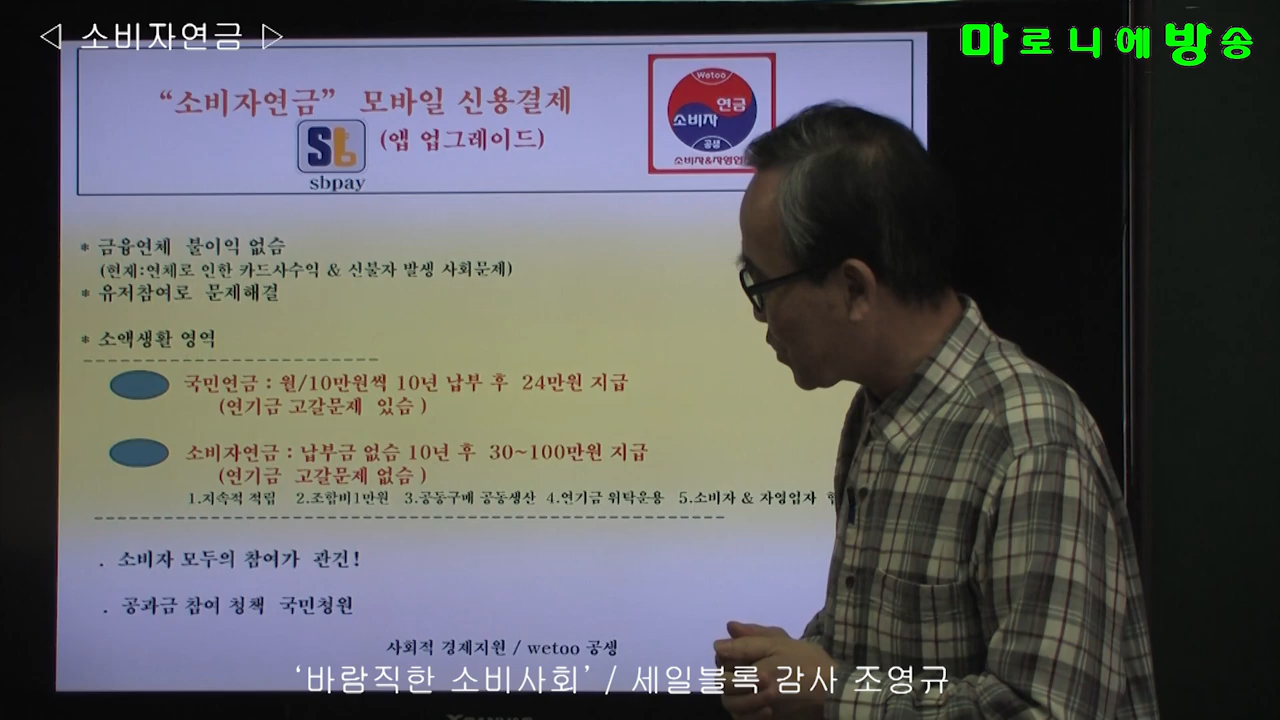 ◁ 소비자연금 ▷
마로니에방송
“소비자연금” 모바일 신용결제
(앱 업그레이드)
sb
sbpay
Wetoo
연금
소비자
공생
소비자&자영업
* 금융연체 불이익 없슴
(현재:연체로 인한 카드사수익 & 신불자 발생 사회문제)
* 유저참여로 문제해결
* 소액생활 영역
국민연금 : 월/10만원씩 10년 납부 후 24만원 지급
(연기금 고갈문제 있슴 )
소비자연금 : 납부금 없슴 10년 후 30~100만원 지급
(연기금 고갈문제 없슴 )
1.지속적 적립 2.조합비1만원 3.공동구매 공동생산 4.연기금 위탁운용 5.소비자 & 자영업자
. 소비자 모두의 참여가 관건!
. 공과금 참여 정책 국민청원
사회적 경제지원 / wetoo 공생
‘바람직한 소비사회’ / 세일블록 감사 조영규